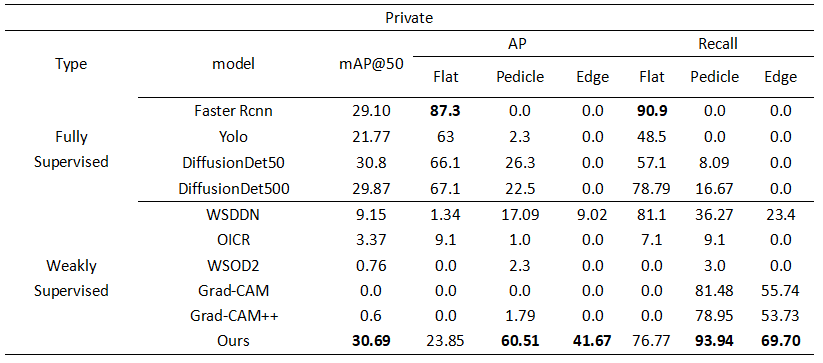 Private
Type model mAP@50 AP Recall
Flat Pedicle Edge Flat Pedicle Edge
Fully Supervised
Faster Rcnn 29.10 87.3 0.0 0.0 90.9 0.0 0.0
Yolo 21.77 63 2.3 0.0 48.5 0.0 0.0
DiffusionDet50 30.8 66.1 26.3 0.0 57.1 8.09 0.0
DiffusionDet500 29.87 67.1 22.5 0.0 78.79 16.67 0.0
Weakly Supervised
WSDDN 9.15 1.34 17.09 9.02 81.1 36.27 23.4
OICR 3.37 9.1 1.0 0.0 7.1 9.1 0.0
WSOD2 0.76 0.0 2.3 0.0 0.0 3.0 0.0
Grad-CAM 0.0 0.0 0.0 0.0 0.0 81.48 55.74
Grad-CAM++ 0.6 0.0 1.79 0.0 0.0 78.95 53.73
Ours 30.69 23.85 60.51 41.67 76.77 93.94 69.70